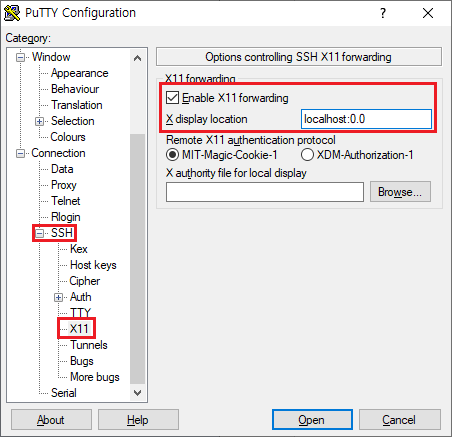 PuTTY Configuration
Category:
Window
Appearance
Behaviour
Translation
Selection
Colours
Connection
Data
Proxy
Telnet
Rlogin
SSH
Kex
Host keys
Cipher
Auth
TTY
X11
Tunnels
Bugs
More bugs
Serial
Options controlling SSH X11 forwarding
X11 forwarding
Enable X11 forwarding
X display location localhost:0.0
Remote X11 authentication protocol
MIT-Magic-Cookie-1 XDM-Authorization-1
X authority file for local display
Browse...
About Help Open Cancel